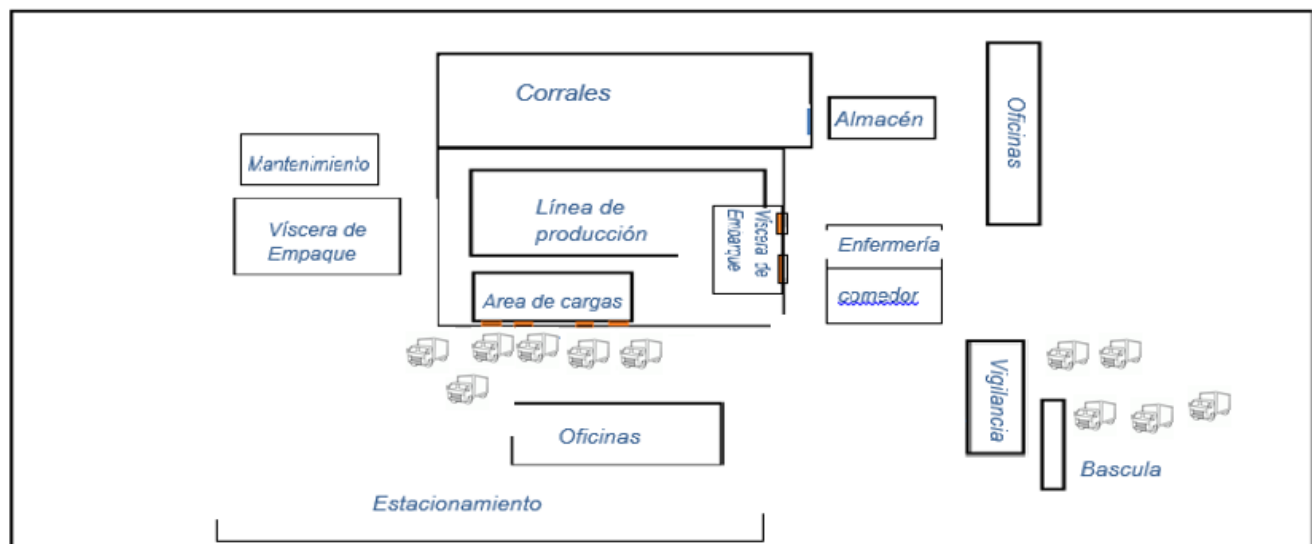 Corrales
Almacén
Oficinas
Mantenimiento
Línea de
producción
Víscera de
Embarque
Víscera de
Empaque
Enfermería
Area de cargas
comedor
Vigilancia
Oficinas
Bascula
Estacionamiento